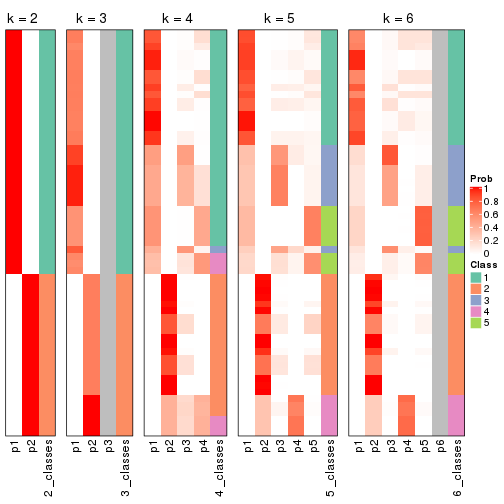 k = 2
k = 3
k = 4
k = 5
k = 6
p1
p2
2_classes
p1
p2
p3
3_classes
p1
p2
p3
p4
4_classes
p1
p2
p3
p4
p5
5_classes
p1
p2
p3
p4
p5
p6
6_classes
Prob
1
0.8
0.6
0.4
0.2
0
Class
1
2
3
4
5